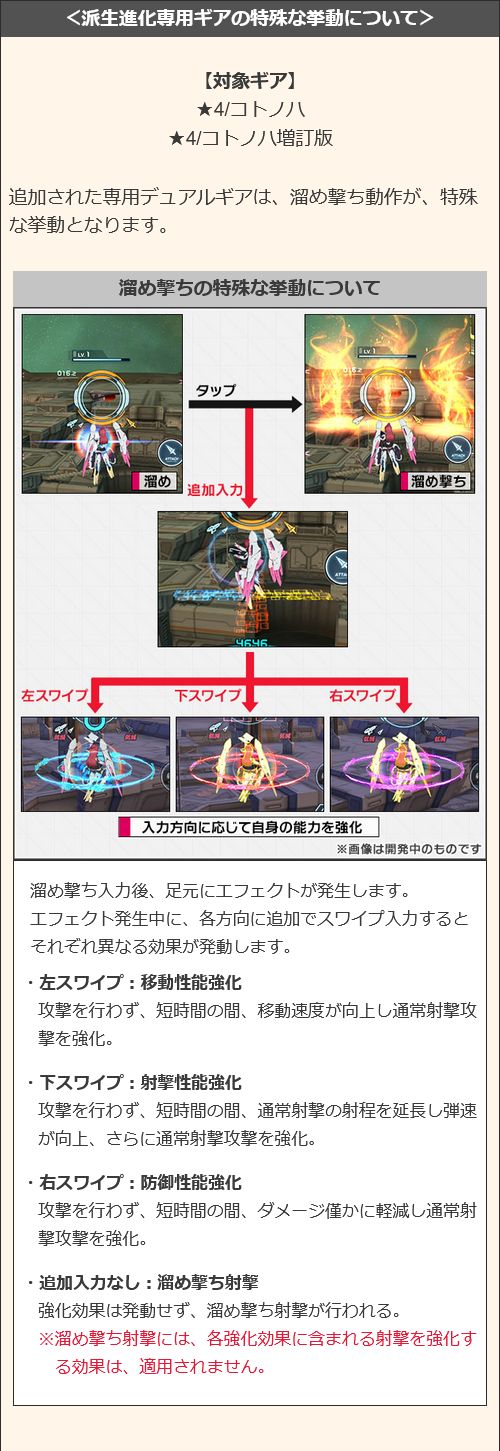 ＜派生進化専用ギアの特殊な挙動について＞
【対象ギア】
★4/コトノハ
★4/コトノハ増訂版
追加された専用デュアルギアは、溜め撃ち動作が、特殊
な挙動となります。
溜め撃ちの特殊な挙動について
LV. 1
016.2
ATTACK
溜め
タップ
LV. 1
016.2
ATTACK
溜め撃ち
追加入力
ATTACK
4646
左スワイプ
下スワイプ
右スワイプ
入力方向に応じて自身の能力を強化
※画像は開発中のものです
溜め撃ち入力後、足元にエフェクトが発生します。
エフェクト発生中に、各方向に追加でスワイプ入力すると
それぞれ異なる効果が発動します。
・左スワイプ：移動性能強化
攻撃を行わず、短時間の間、移動速度が向上し通常射撃攻
撃を強化。
・下スワイプ：射撃性能強化
攻撃を行わず、短時間の間、通常射撃の射程を延長し弾速
が向上、さらに通常射撃攻撃を強化。
・右スワイプ：防御性能強化
攻撃を行わず、短時間の間、ダメージ僅かに軽減し通常射
撃攻撃を強化。
・追加入力なし：溜め撃ち射撃
強化効果は発動せず、溜め撃ち射撃が行われる。
※溜め撃ち射撃には、各強化効果に含まれる射撃を強化す
る効果は、適用されません。